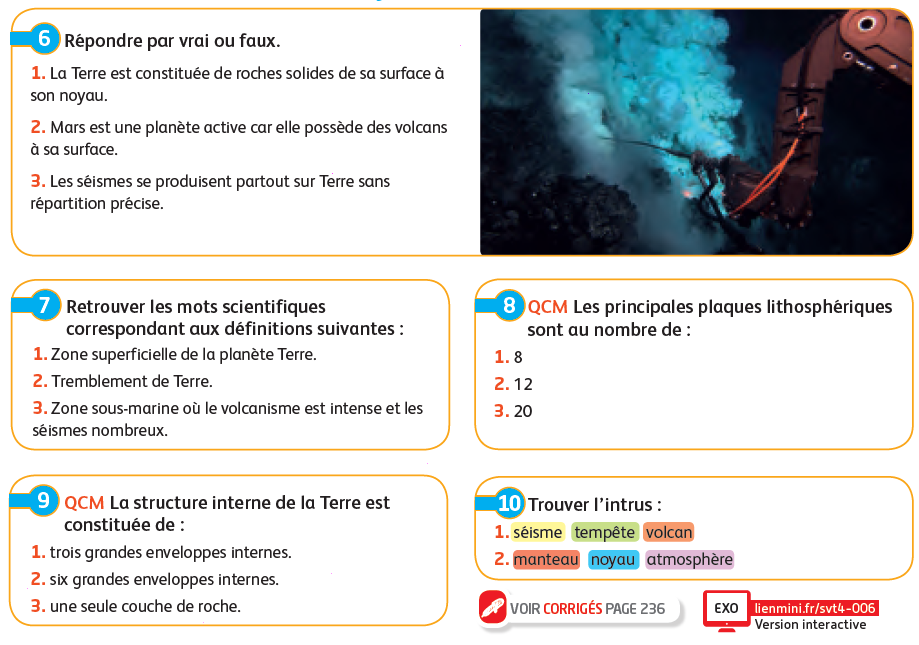 6 Répondre par vrai ou faux.
1. La Terre est constituée de roches solides de sa surface à
son noyau.
2. Mars est une planète active car elle possède des volcans
à sa surface.
3. Les séismes se produisent partout sur Terre sans
répartition précise.
7 Retrouver les mots scientifiques
correspondant aux définitions suivantes :
1. Zone superficielle de la planète Terre.
2. Tremblement de Terre.
3. Zone sous-marine où le volcanisme est intense et les
séismes nombreux.
8 QCM Les principales plaques lithosphériques
sont au nombre de :
1. 8
2. 12
3. 20
9 QCM La structure interne de la Terre est
constituée de :
1. trois grandes enveloppes internes.
2. six grandes enveloppes internes.
3. une seule couche de roche.
10 Trouver l'intrus :
1. séisme tempête volcan
2. manteau noyau atmosphère
VOIR CORRIGÉS PAGE 236
EXO lienmini.fr/svt4-006
Version interactive